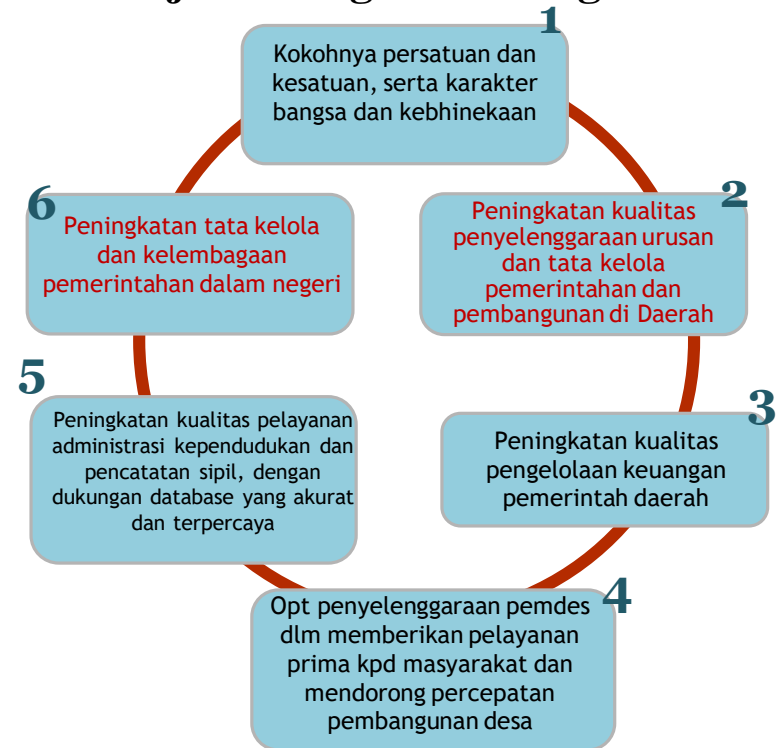 1
Kokohnya persatuan dan
kesatuan, serta karakter
bangsa dan kebhinekaan
2
Peningkatan kualitas
penyelenggaraan urusan
dan tata kelola
pemerintahan dan
pembangunan di Daerah
3
Peningkatan kualitas
pengelolaan keuangan
pemerintah daerah
4
Opt penyelenggaraan pemdes
dlm memberikan pelayanan
prima kpd masyarakat dan
mendorong percepatan
pembangunan desa
5
Peningkatan kualitas pelayanan
administrasi kependudukan dan
pencatatan sipil, dengan
dukungan database yang akurat
dan terpercaya
6
Peningkatan tata kelola
dan kelembagaan
pemerintahan dalam negeri